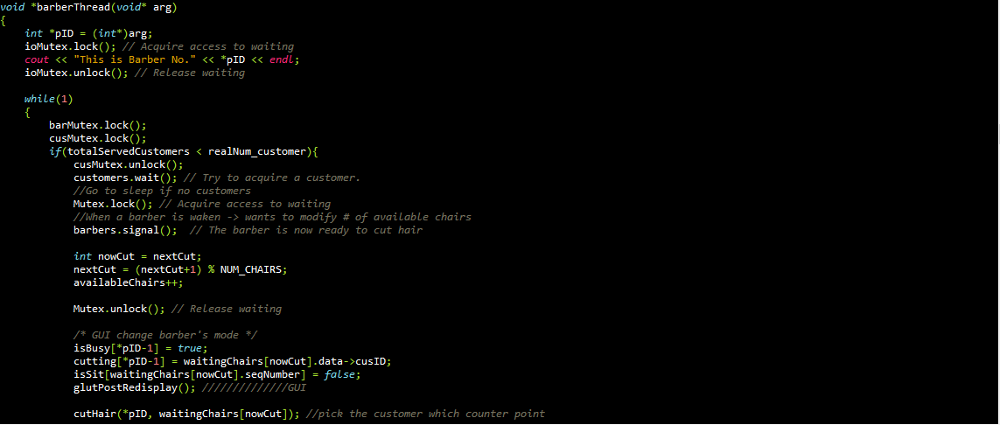 void *barberThread(void* arg)
{
    int *pID = (int*)arg;
    ioMutex.lock(); // Acquire access to waiting
    cout << "This is Barber No." << *pID << endl;
    ioMutex.unlock(); // Release waiting

    while(1)
    {
        barMutex.lock();
        cusMutex.lock();
        if(totalServedCustomers < realNum_customer){
            cusMutex.unlock();
            customers.wait(); // Try to acquire a customer.
            //Go to sleep if no customers
            Mutex.lock(); // Acquire access to waiting
            //When a barber is waken -> wants to modify # of available chairs
            barbers.signal();  // The barber is now ready to cut hair

            int nowCut = nextCut;
            nextCut = (nextCut+1) % NUM_CHAIRS;
            availableChairs++;

            Mutex.unlock(); // Release waiting

            /* GUI change barber's mode */
            isBusy[*pID-1] = true;
            cutting[*pID-1] = waitingChairs[nowCut].data->cusID;
            isSit[waitingChairs[nowCut].seqNumber] = false;
            glutPostRedisplay(); //////////////GUI

            cutHair(*pID, waitingChairs[nowCut]); //pick the customer which counter point